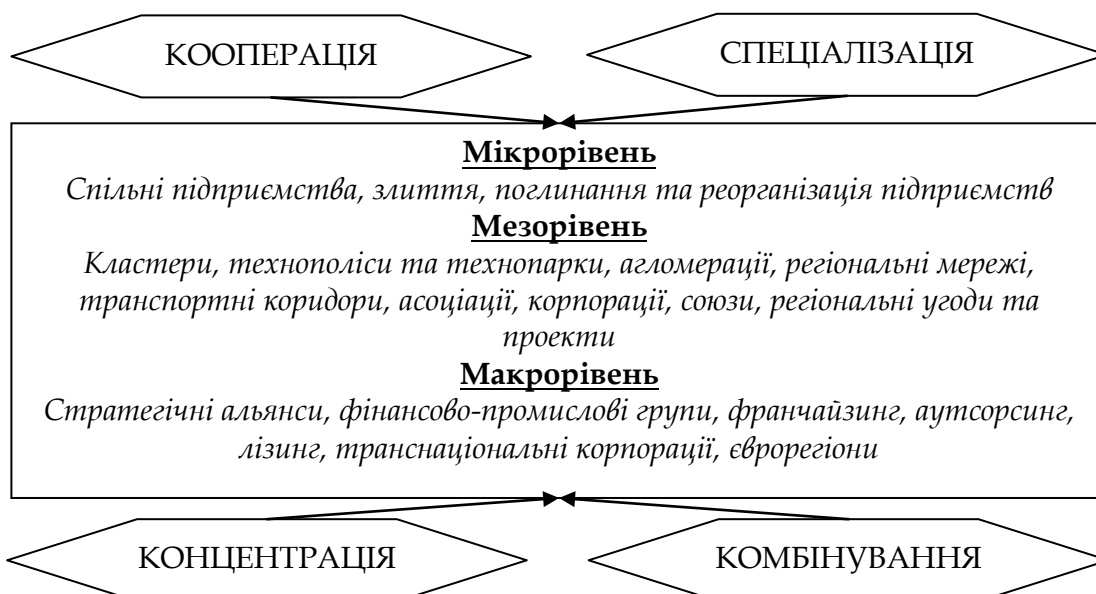 КООПЕРАЦІЯ
СПЕЦІАЛІЗАЦІЯ
Мікрорівень
Спільні підприємства, злиття, поглинання та реорганізація підприємств
Мезорівень
Кластери, технополіси та технопарки, агломерації, регіональні мережі,
транспортні коридори, асоціації, корпорації, союзи, регіональні угоди та
проекти
Макрорівень
Стратегічні альянси, фінансово-промислові групи, франчайзинг, аутсорсинг,
лізинг, транснаціональні корпорації, єврорегіони
КОНЦЕНТРАЦІЯ
КОМБІНУВАННЯ